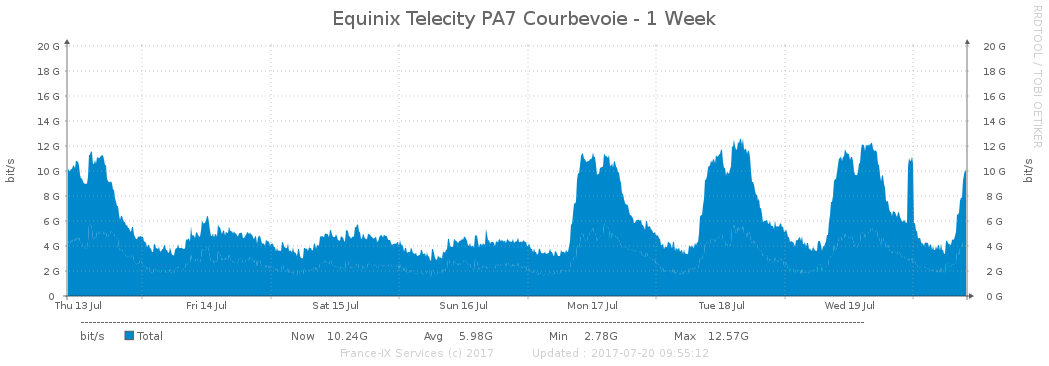 Equinix Telecity PA7 Courbevoie - 1 Week
RRDTOOL / TOBI OETIKER
bit/s
bit/s
20 G 20 G
18 G 18 G
16 G 16 G
14 G 14 G
12 G 12 G
10 G 10 G
8 G 8 G
6 G 6 G
4 G 4 G
2 G 2 G
0 0 G
Thu 13 Jul Fri 14 Jul Sat 15 Jul Sun 16 Jul Mon 17 Jul Tue 18 Jul Wed 19 Jul
bit/s Total Now 10.24G Avg 5.98G Min 2.78G Max 12.57G
France-IX Services (c) 2017 Updated : 2017-07-20 09:55:12